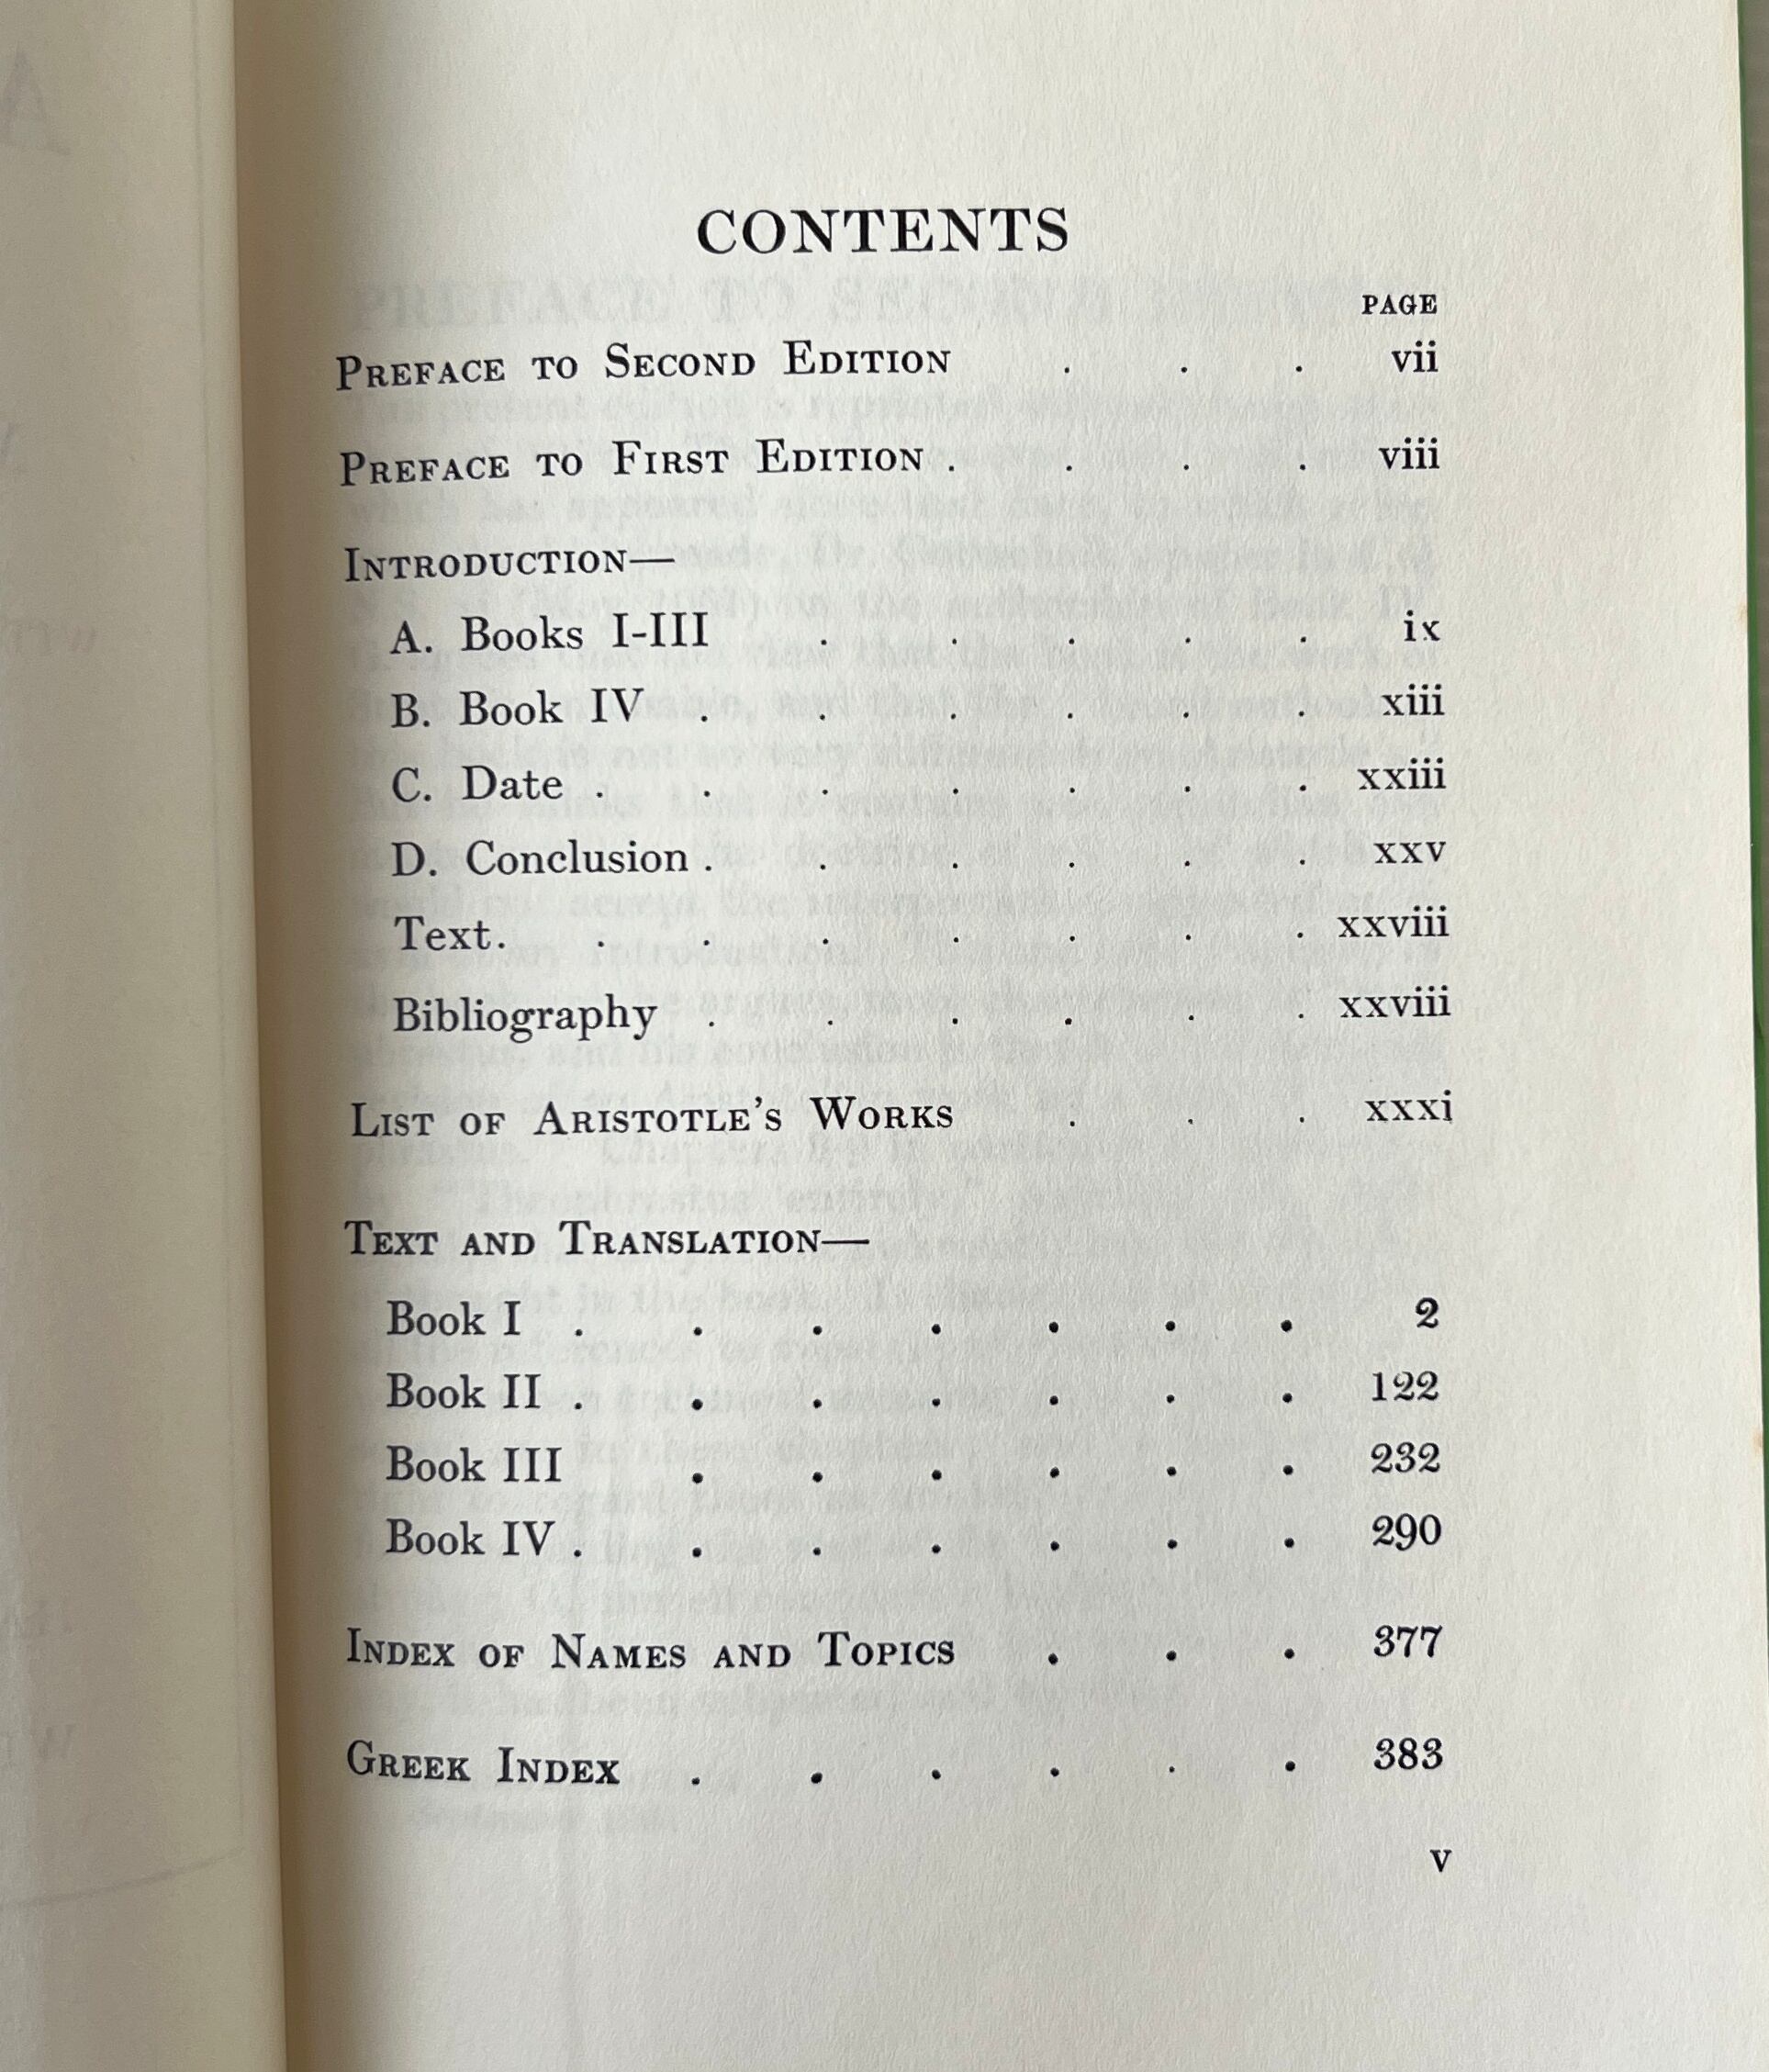 CONTENTS
PAGE
PREFACE TO SECOND EDITION . . . vii
PREFACE TO FIRST EDITION . . . . viii
INTRODUCTION—
A. Books I-III . . . . . ix
B. Book IV . . . . . . xiii
C. Date . . . . . . . xxiii
D. Conclusion . . . . . . xxv
Text . . . . . . . . xxviii
Bibliography . . . . . . xxviii
LIST OF ARISTOTLE'S WORKS . . . xxxi
TEXT AND TRANSLATION—
Book I . . . . . . . 2
Book II . . . . . . . 122
Book III . . . . . . 232
Book IV . . . . . . . 290
INDEX OF NAMES AND TOPICS . . . 377
GREEK INDEX . . . . . . 383
v